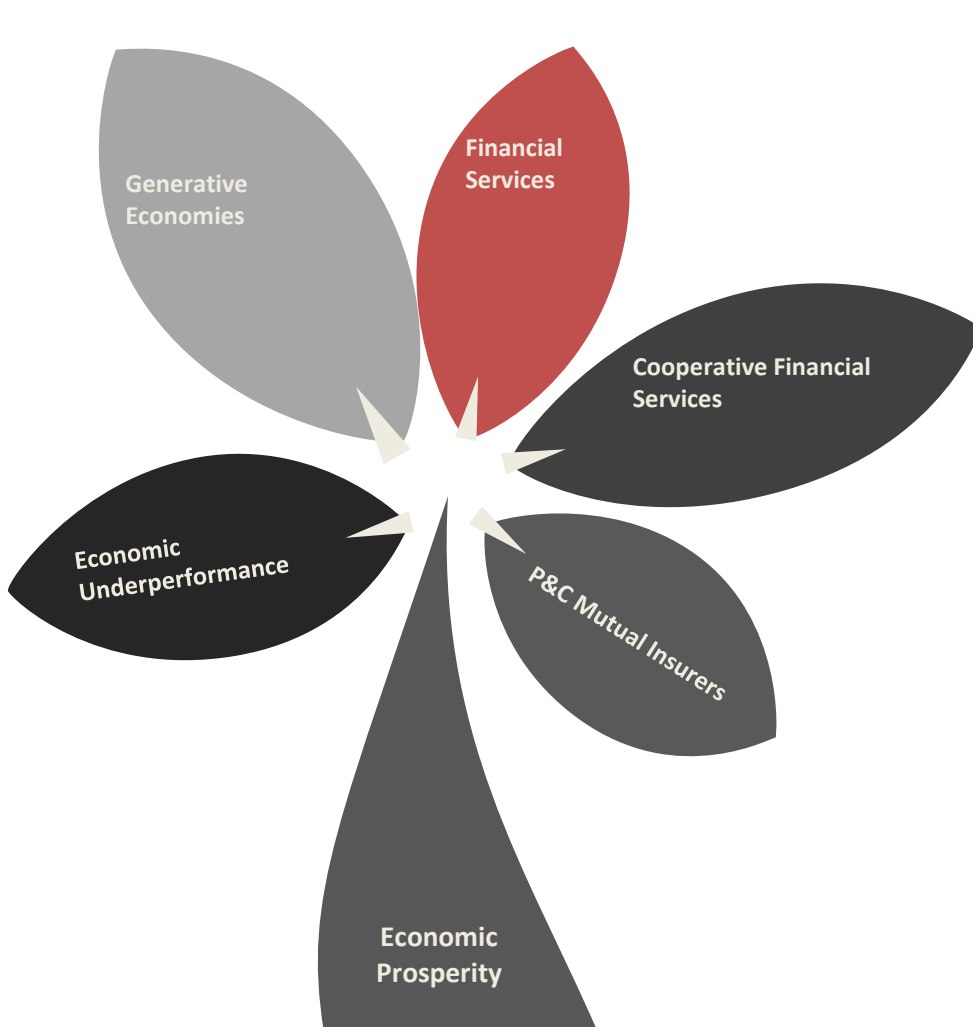 Financial
Services
Generative
Economies
Cooperative Financial
Services
Economic
Underperformance
P&C Mutual Insurers
Economic
Prosperity